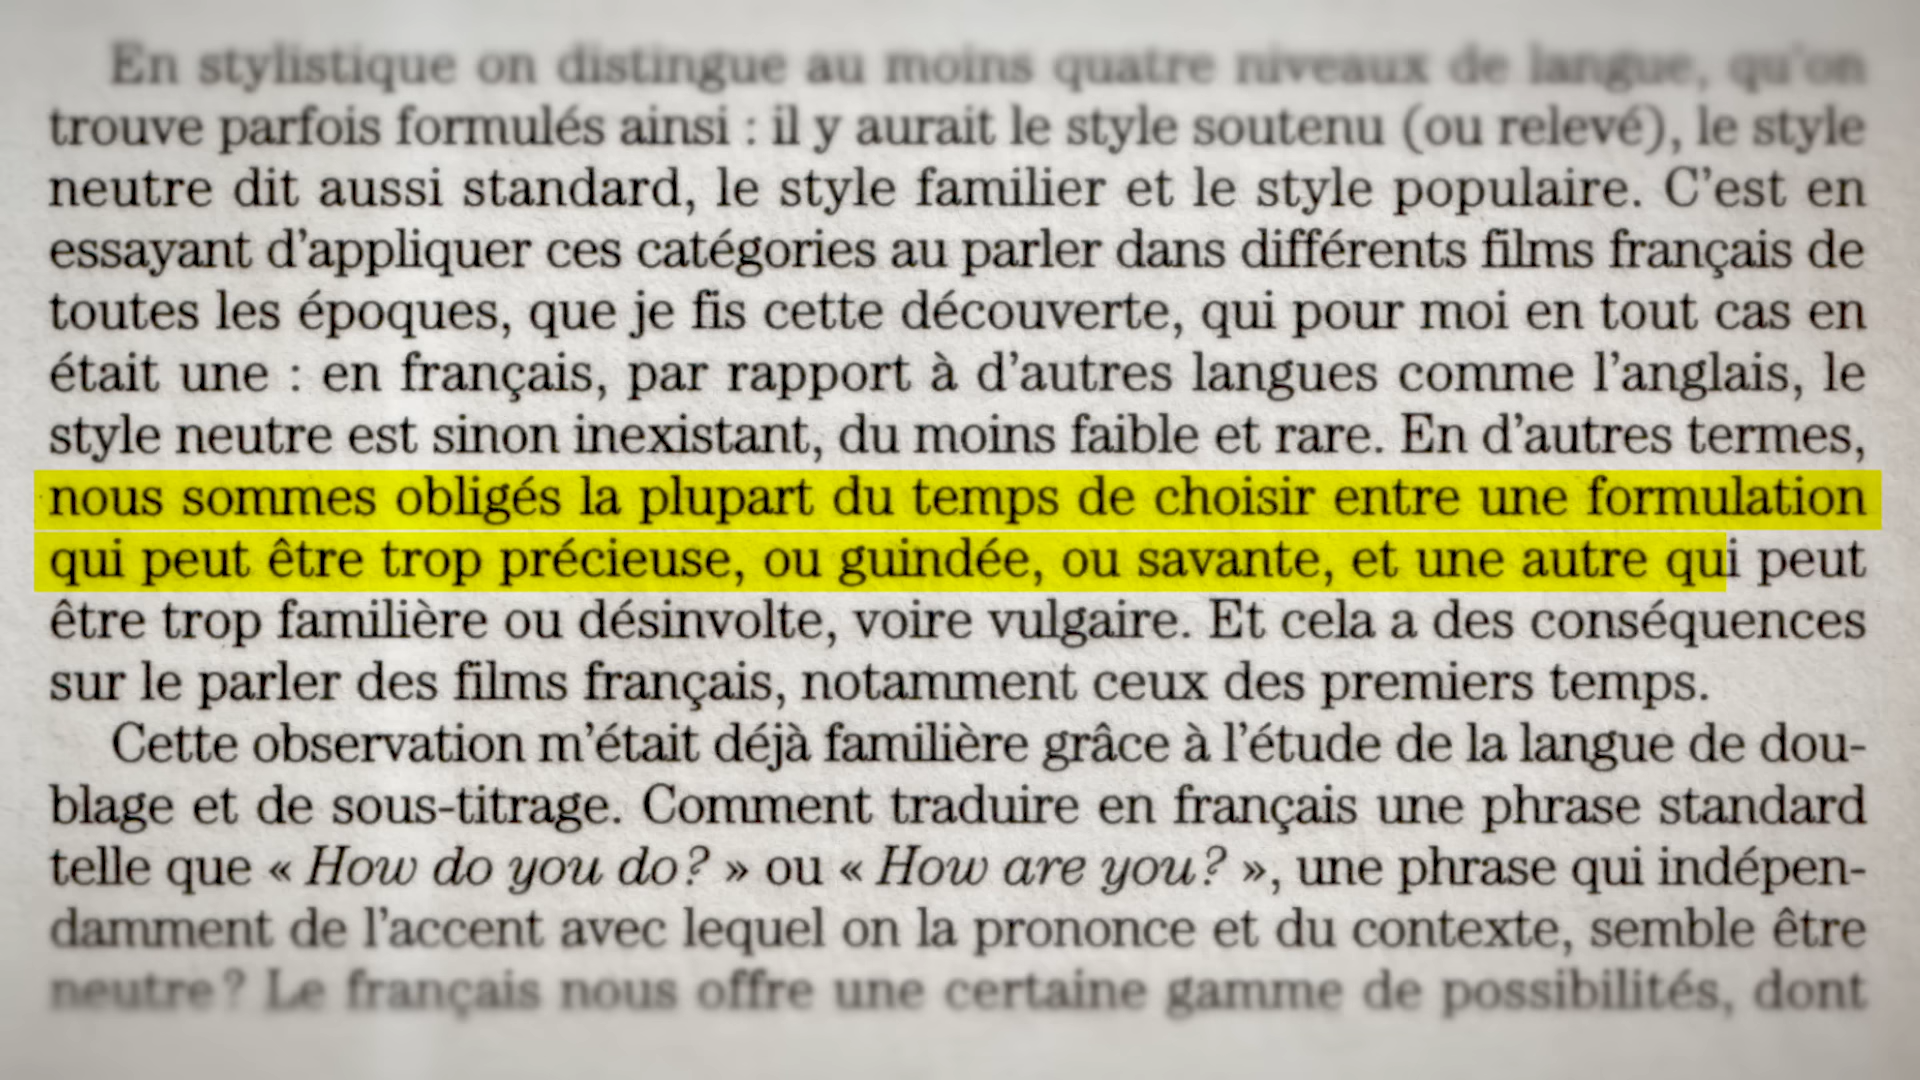 En stylistique on distingue au moins quatre niveaux de langue, qu'on
trouve parfois formulés ainsi : il y aurait le style soutenu (ou relevé), le style
neutre dit aussi standard, le style familier et le style populaire. C'est en
essayant d'appliquer ces catégories au parler dans différents films français de
toutes les époques, que je fis cette découverte, qui pour moi en tout cas en
était une : en français, par rapport à d'autres langues comme l'anglais, le
style neutre est sinon inexistant, du moins faible et rare. En d'autres termes,
nous sommes obligés la plupart du temps de choisir entre une formulation
qui peut être trop précieuse, ou guindée, ou savante, et une autre qui peut
être trop familière ou désinvolte, voire vulgaire. Et cela a des conséquences
sur le parler des films français, notamment ceux des premiers temps.
Cette observation m'était déjà familière grâce à l'étude de la langue de dou-
blage et de sous-titrage. Comment traduire en français une phrase standard
telle que « How do you do? » ou « How are you? », une phrase qui indépen-
damment de l'accent avec lequel on la prononce et du contexte, semble être
neutre? Le français nous offre une certaine gamme de possibilités, dont